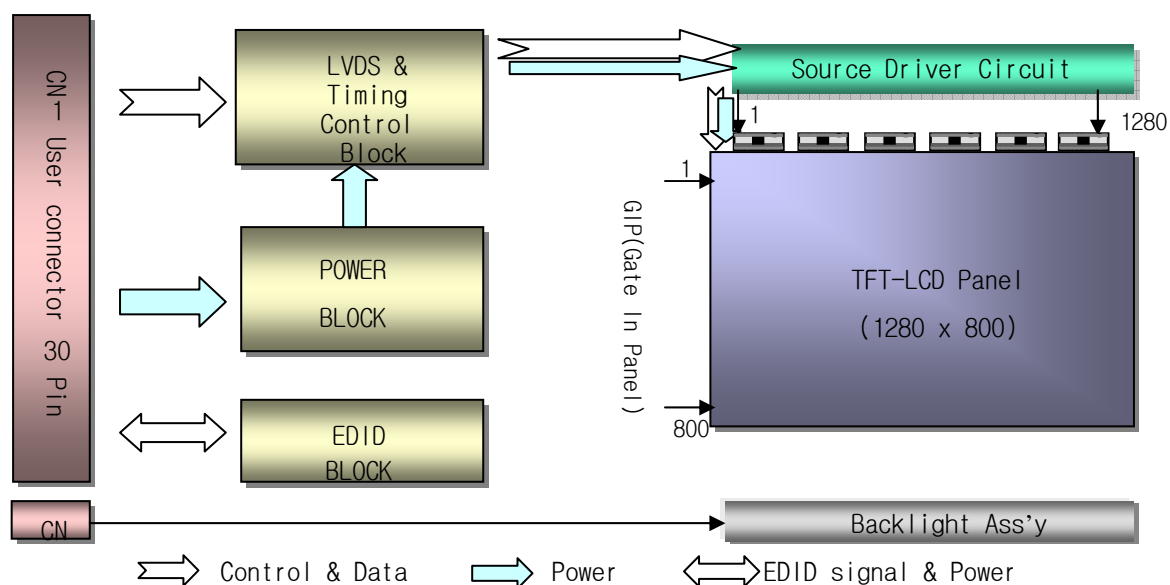 CN-1 User connector 30 Pin
LVDS &
Timing
Control
Block
Source Driver Circuit
1
1280
1
GIP(Gate In Panel)
800
TFT-LCD Panel
(1280 x 800)
POWER
BLOCK
EDID
BLOCK
CN
Backlight Ass'y
Control & Data
Power
EDID signal & Power